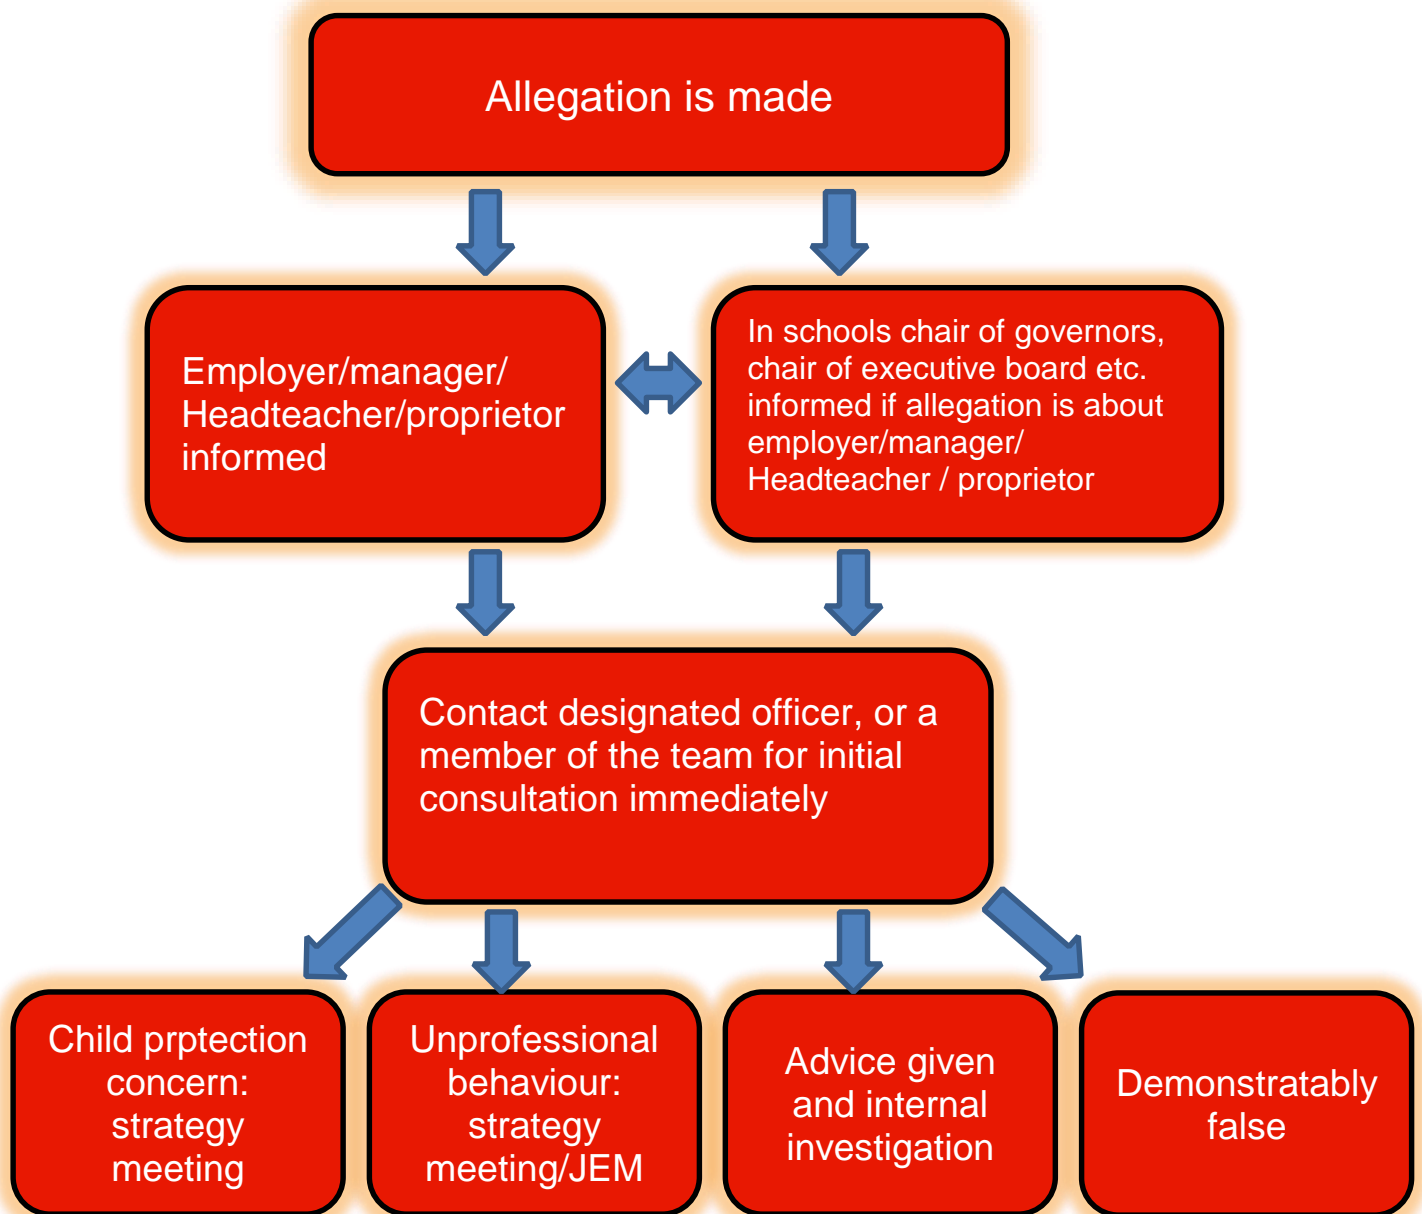 Allegation is made
Employer/manager/
Headteacher/proprietor
informed
In schools chair of governors,
chair of executive board etc.
informed if allegation is about
employer/manager/
Headteacher / proprietor
Contact designated officer, or a
member of the team for initial
consultation immediately
Child prptection
concern:
strategy
meeting
Unprofessional
behaviour:
strategy
meeting/JEM
Advice given
and internal
investigation
Demonstratably
false